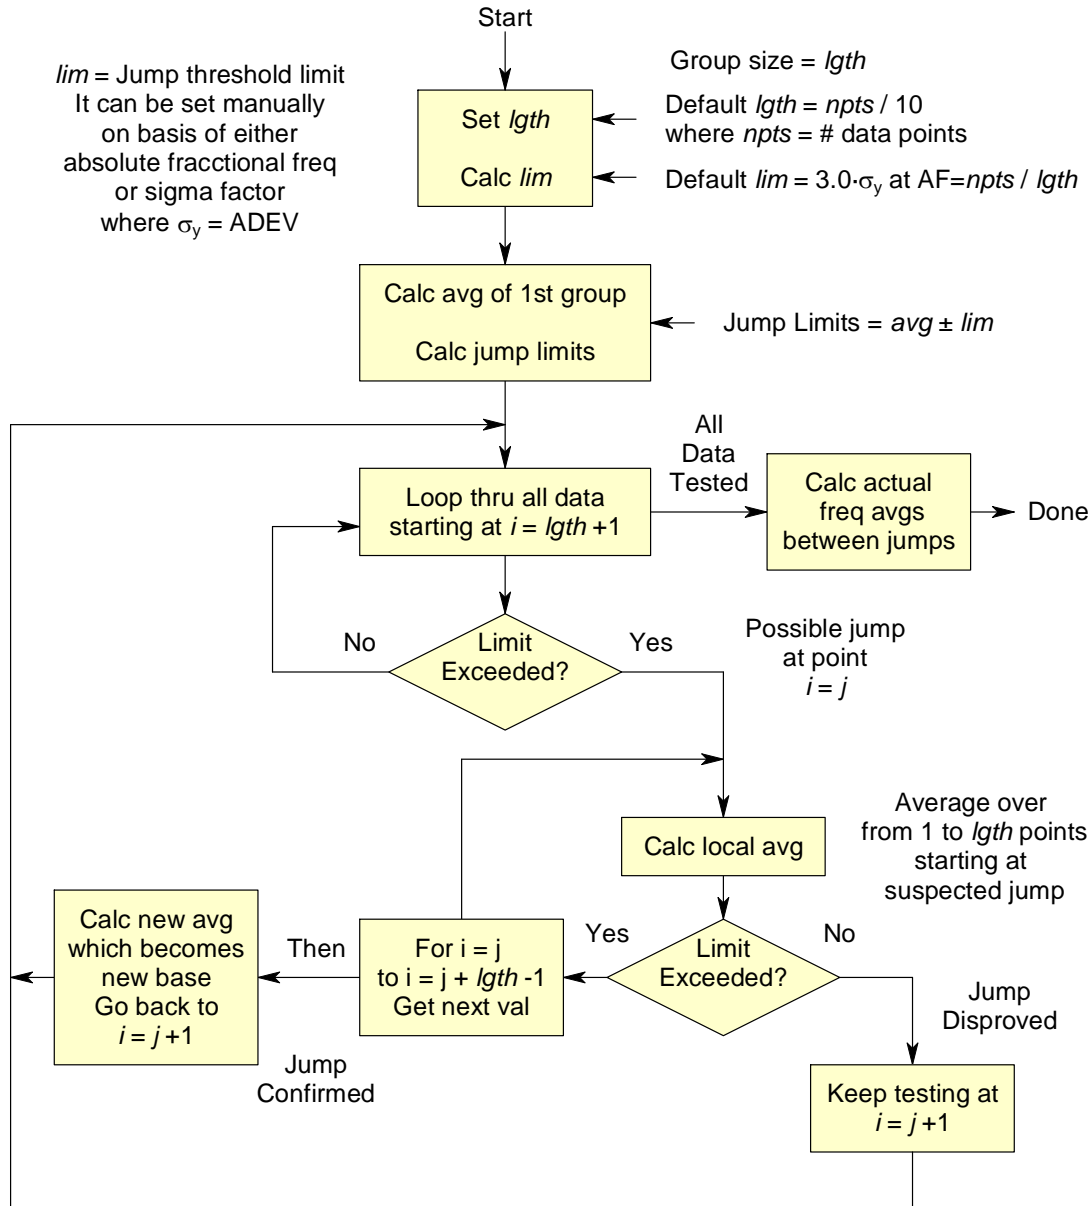 Start
lim = Jump threshold limit
It can be set manually
on basis of either
absolute fracctional freq
or sigma factor
where σy = ADEV
Group size = lgth
Set lgth
Default lgth = npts / 10
where npts = # data points
Calc lim
Default lim = 3.0·σy at AF=npts / lgth
Calc avg of 1st group
Calc jump limits
Jump Limits = avg ± lim
Loop thru all data
starting at i = lgth +1
All
Data
Tested
Calc actual
freq avgs
between jumps
Done
No
Limit
Exceeded?
Yes
Possible jump
at point
i = j
Calc local avg
Average over
from 1 to lgth points
starting at
suspected jump
Limit
Exceeded?
Yes
No
For i = j
to i = j + lgth -1
Get next val
Then
Calc new avg
which becomes
new base
Go back to
i = j +1
Jump
Confirmed
Jump
Disproved
Keep testing at
i = j +1